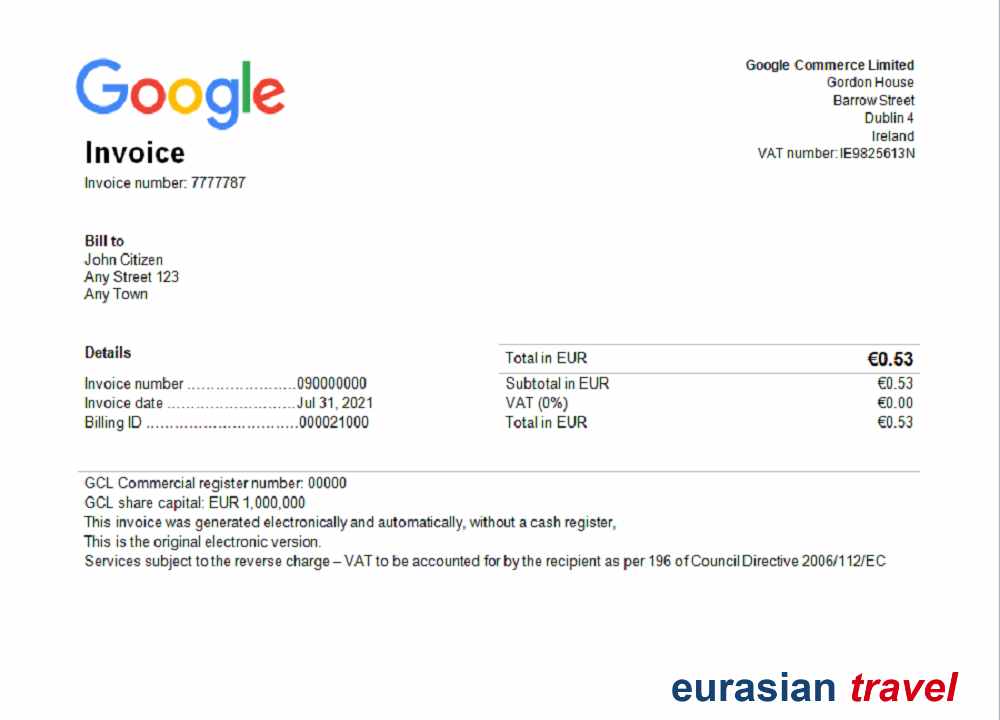 Google
Google Commerce Limited
Gordon House
Barrow Street
Dublin 4
Ireland
VAT number: IE9825613N
Invoice
Invoice number: 7777787
Bill to
John Citizen
Any Street 123
Any Town
Details
Invoice number ........................090000000
Invoice date ............................Jul 31, 2021
Billing ID .................................000021000
Total in EUR €0.53
Subtotal in EUR €0.53
VAT (0%) €0.00
Total in EUR €0.53
GCL Commercial register number: 00000
GCL share capital: EUR 1,000,000
This invoice was generated electronically and automatically, without a cash register,
This is the original electronic version.
Services subject to the reverse charge – VAT to be accounted for by the recipient as per 196 of Council Directive 2006/112/EC
eurasian travel